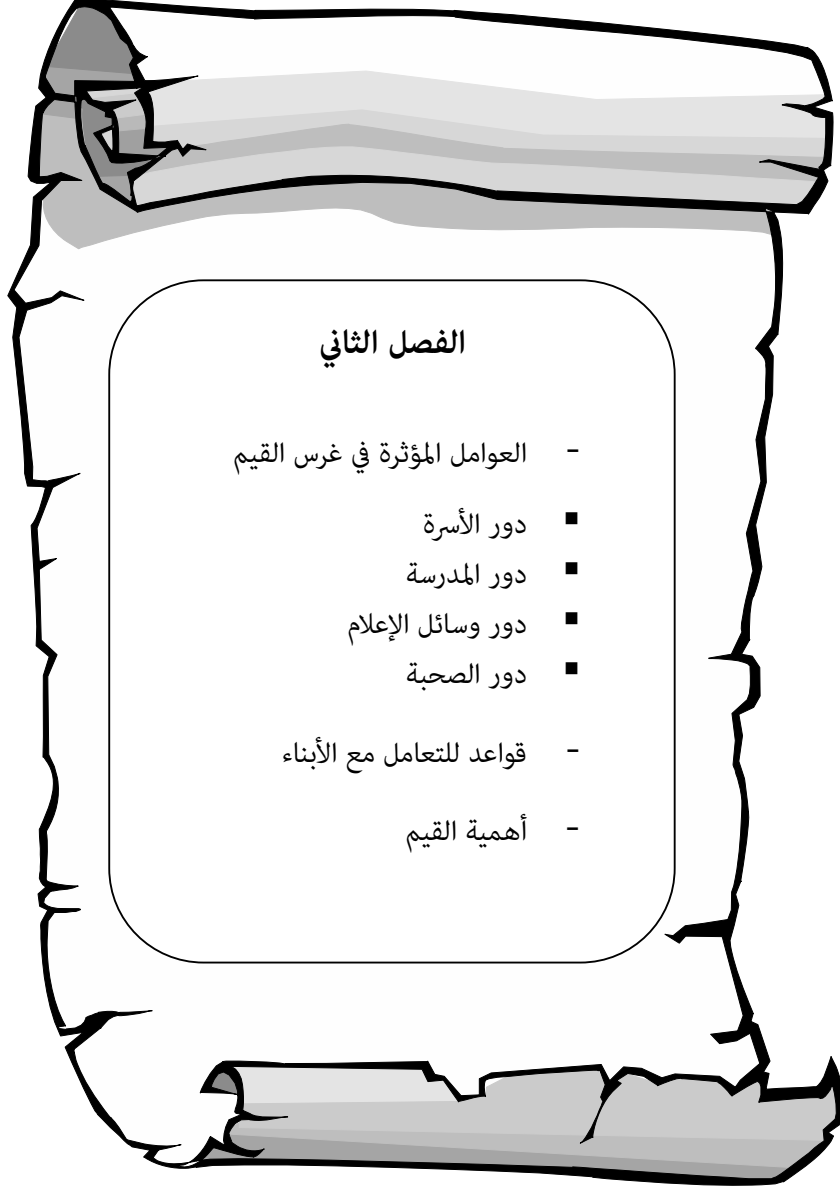 الفصل الثاني
- العوامل المؤثرة في غرس القيم
▪ دور الأسرة
▪ دور المدرسة
▪ دور وسائل الإعلام
▪ دور الصحبة
- قواعد للتعامل مع الأبناء
- أهمية القيم